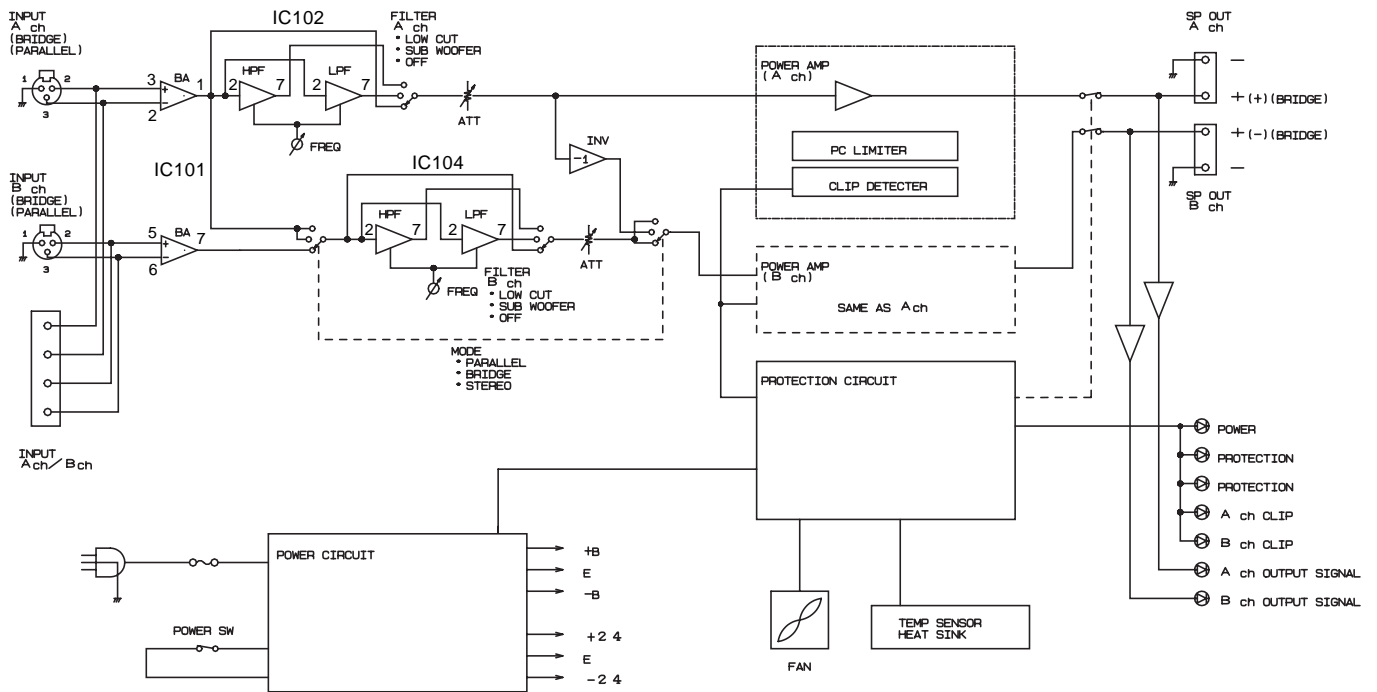 INPUT
A ch
(BRIDGE)
(PARALLEL)
1
2
3
3
2
BA
1
IC102
2
HPF
7
2
LPF
7
FREQ
FILTER
A ch
• LOW CUT
• SUB WOOFER
• OFF
ATT
INV
-1
POWER AMP
(A ch)
PC LIMITER
CLIP DETECTER
SP OUT
A ch
−
+(+)(BRIDGE)
+(−)(BRIDGE)
−
SP OUT
B ch
IC101
INPUT
B ch
(BRIDGE)
(PARALLEL)
1
2
3
5
6
BA
7
IC104
2
HPF
7
2
LPF
7
FREQ
FILTER
B ch
• LOW CUT
• SUB WOOFER
• OFF
ATT
MODE
• PARALLEL
• BRIDGE
• STEREO
POWER AMP
(B ch)
SAME AS A ch
PROTECTION CIRCUIT
INPUT
A ch/B ch
POWER
PROTECTION
PROTECTION
A ch CLIP
B ch CLIP
A ch OUTPUT SIGNAL
B ch OUTPUT SIGNAL
POWER CIRCUIT
POWER SW
+B
E
-B
+24
E
-24
FAN
TEMP SENSOR
HEAT SINK